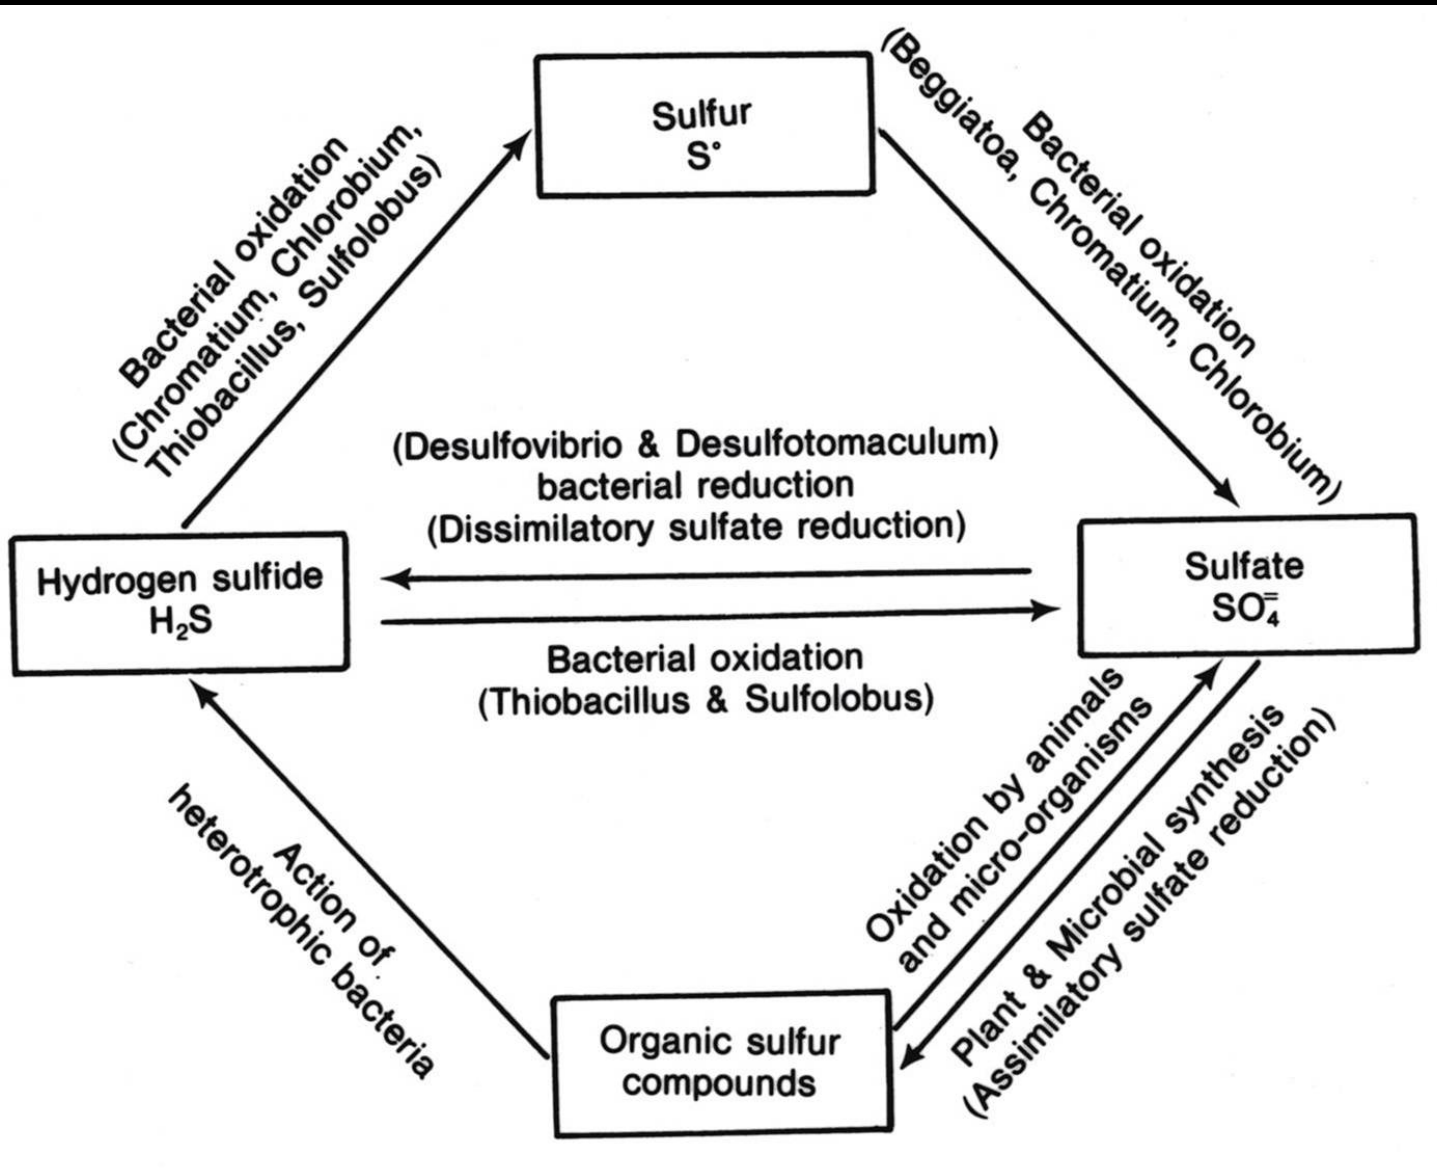 Sulfur
S°
Bacterial oxidation
(Chromatium, Chlorobium,
Thiobacillus, Sulfolobus)
Bacterial oxidation
(Beggiatoa, Chromatium, Chlorobium)
(Desulfovibrio & Desulfotomaculum)
bacterial reduction
(Dissimilatory sulfate reduction)
Hydrogen sulfide
H₂S
Sulfate
SO₄⁼
Bacterial oxidation
(Thiobacillus & Sulfolobus)
Oxidation by animals
and micro-organisms
Plant & Microbial synthesis
(Assimilatory sulfate reduction)
Action of
heterotrophic bacteria
Organic sulfur
compounds